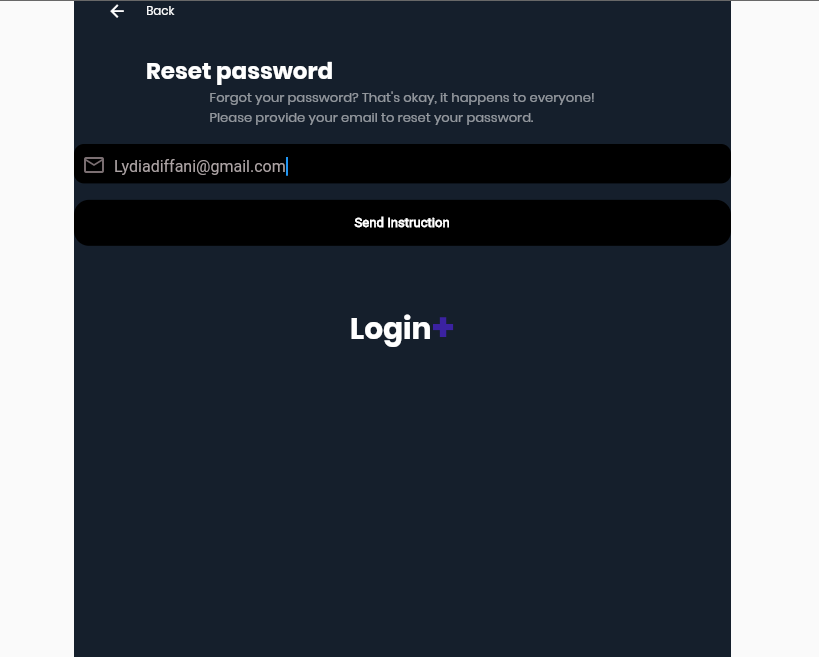 Back
Reset password
Forgot your password? That's okay, it happens to everyone!
Please provide your email to reset your password.
Lydiadiffani@gmail.com
Send Instruction
Login+